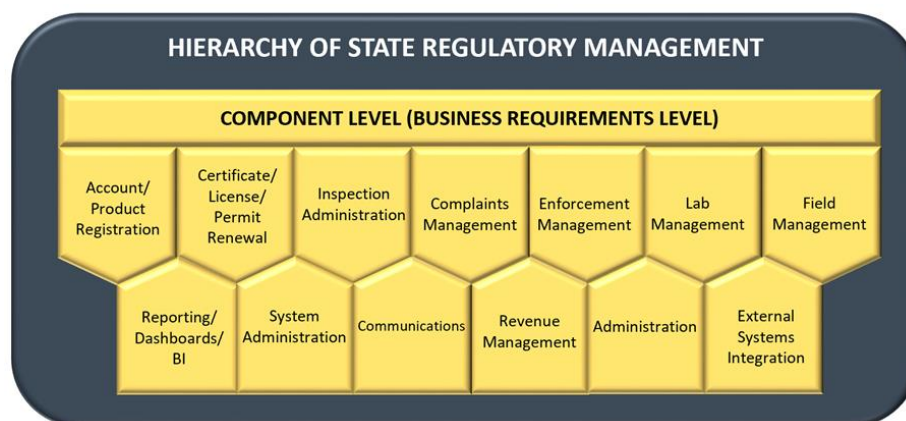 HIERARCHY OF STATE REGULATORY MANAGEMENT
COMPONENT LEVEL (BUSINESS REQUIREMENTS LEVEL)
Account/
Product
Registration
Certificate/
License/
Permit
Renewal
Inspection
Administration
Complaints
Management
Enforcement
Management
Lab
Management
Field
Management
Reporting/
Dashboards/
BI
System
Administration
Communications
Revenue
Management
Administration
External
Systems
Integration